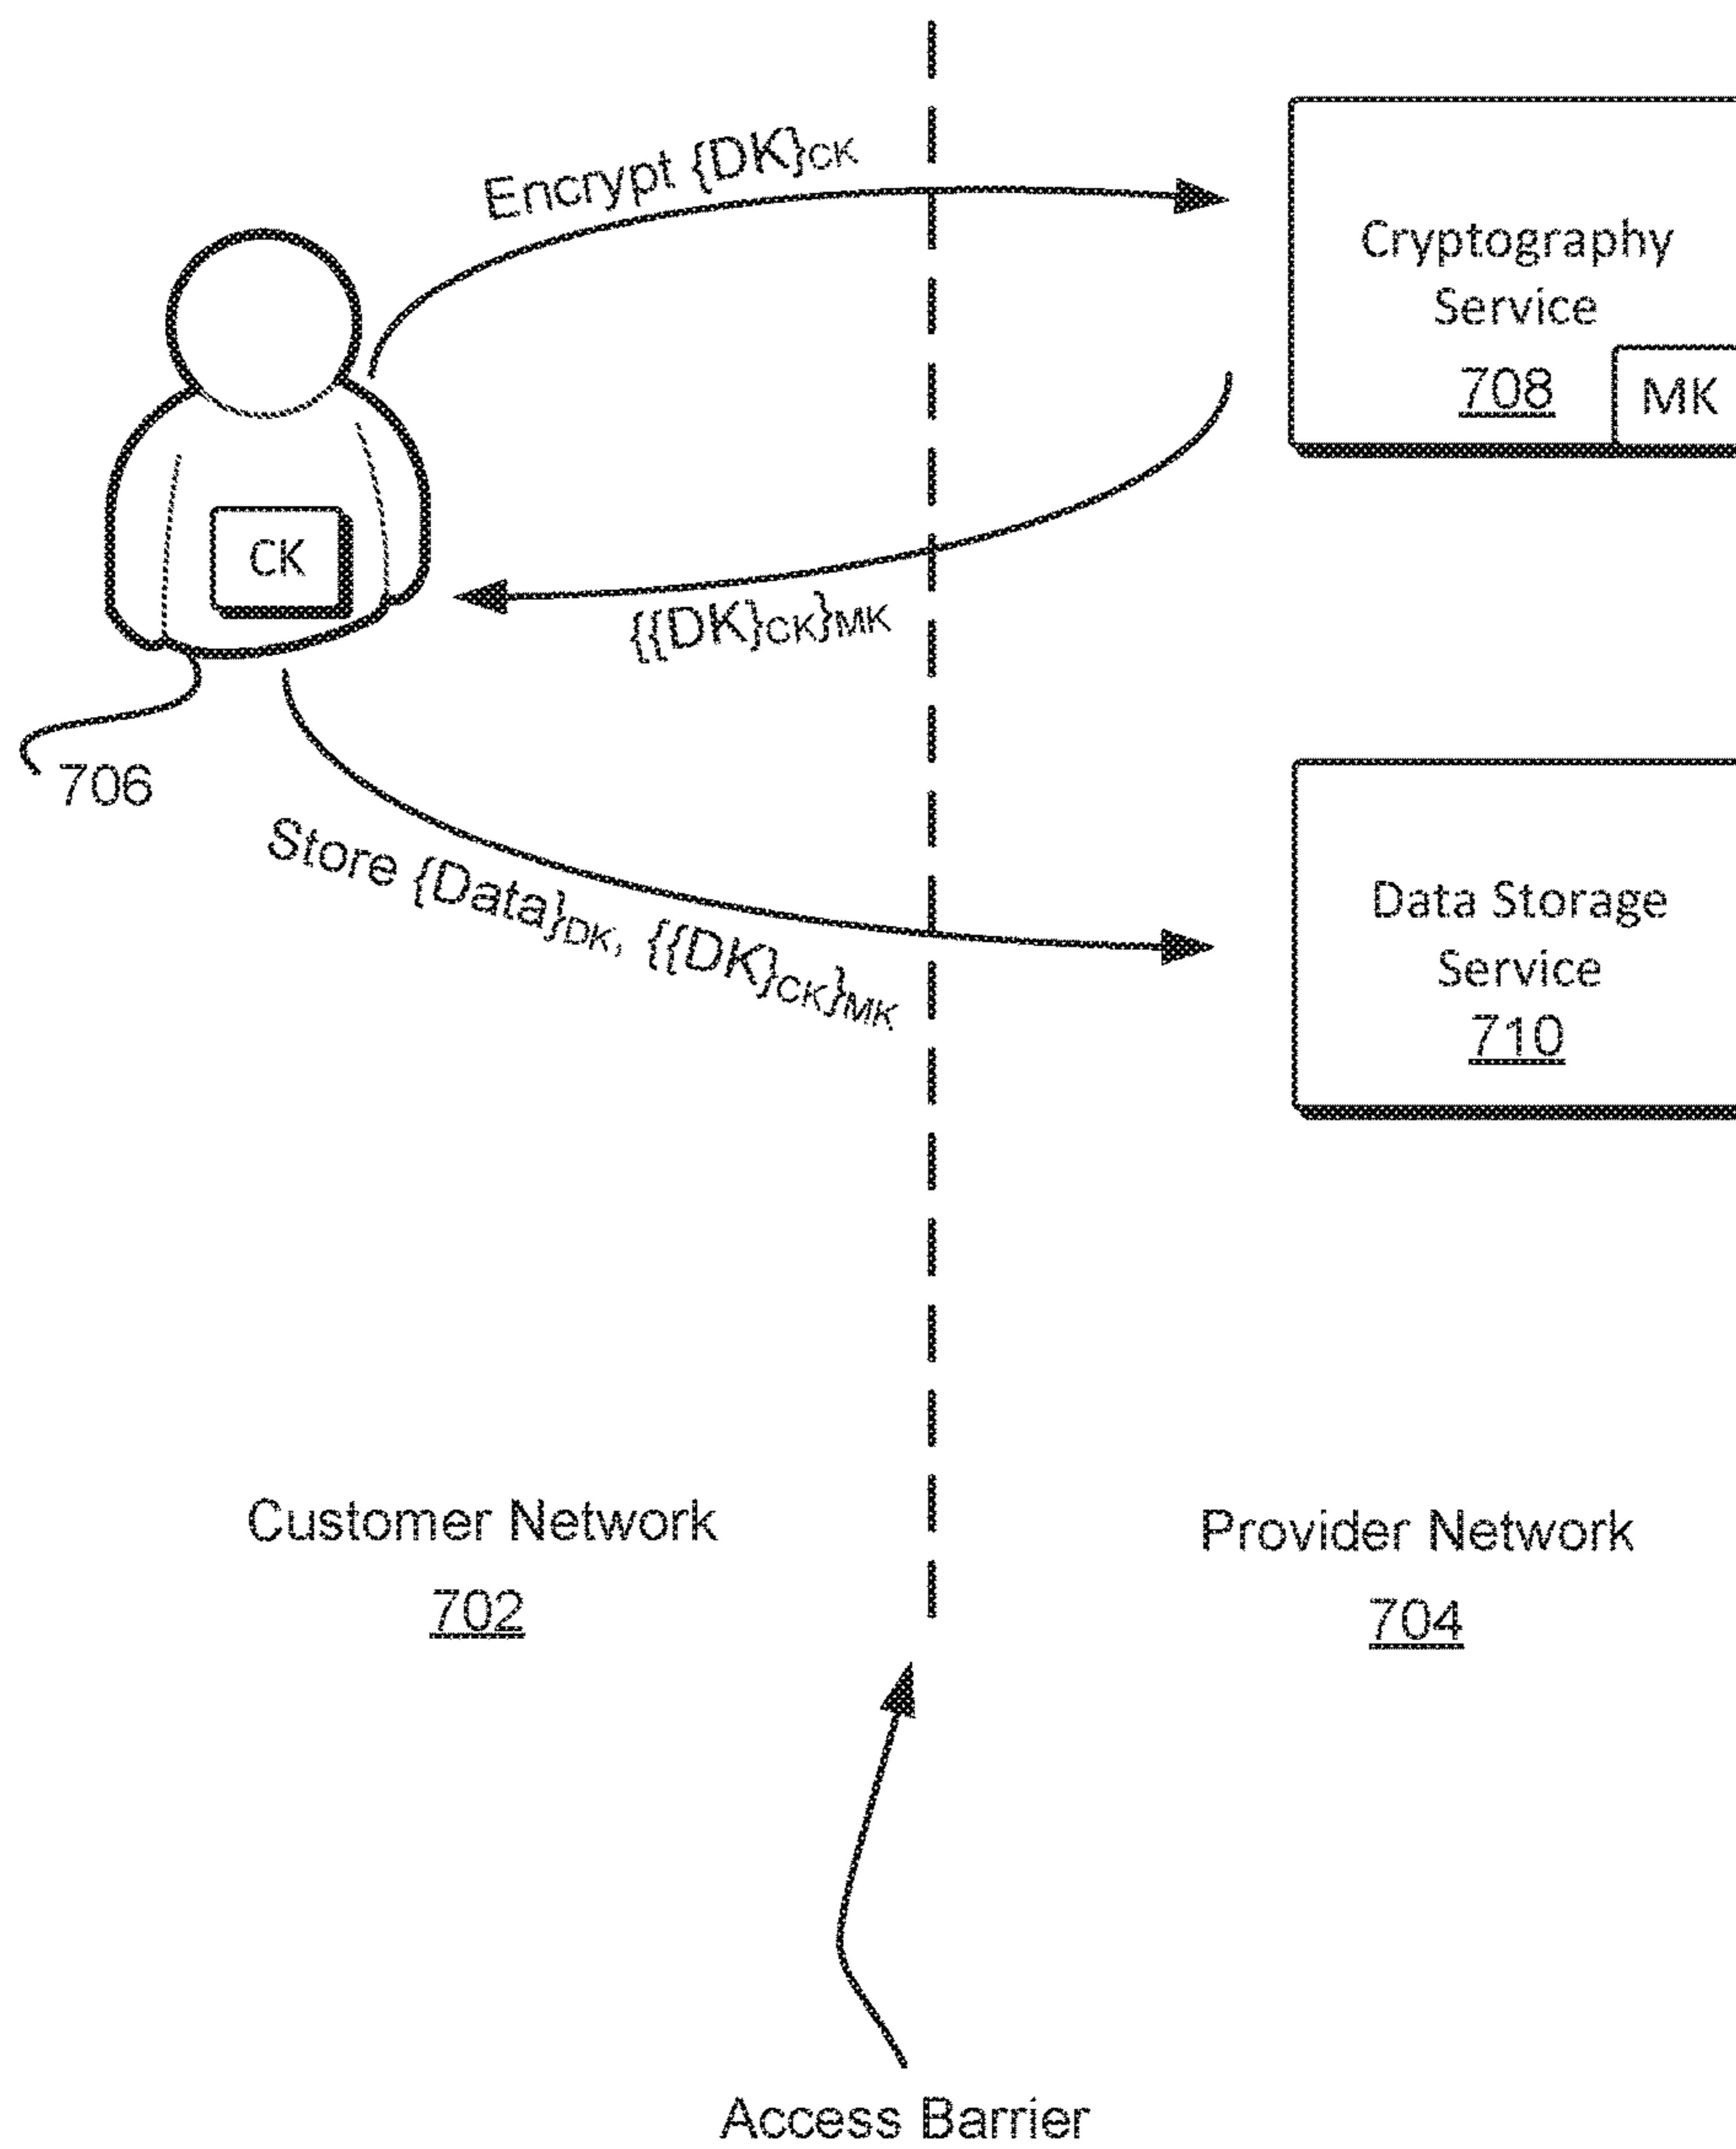 Encrypt {DK}CK
Cryptography
Service
708
MK
CK
{{DK}CK}MK
706
Store {Data}DK, {{DK}CK}MK
Data Storage
Service
710
Customer Network
702
Provider Network
704
Access Barrier